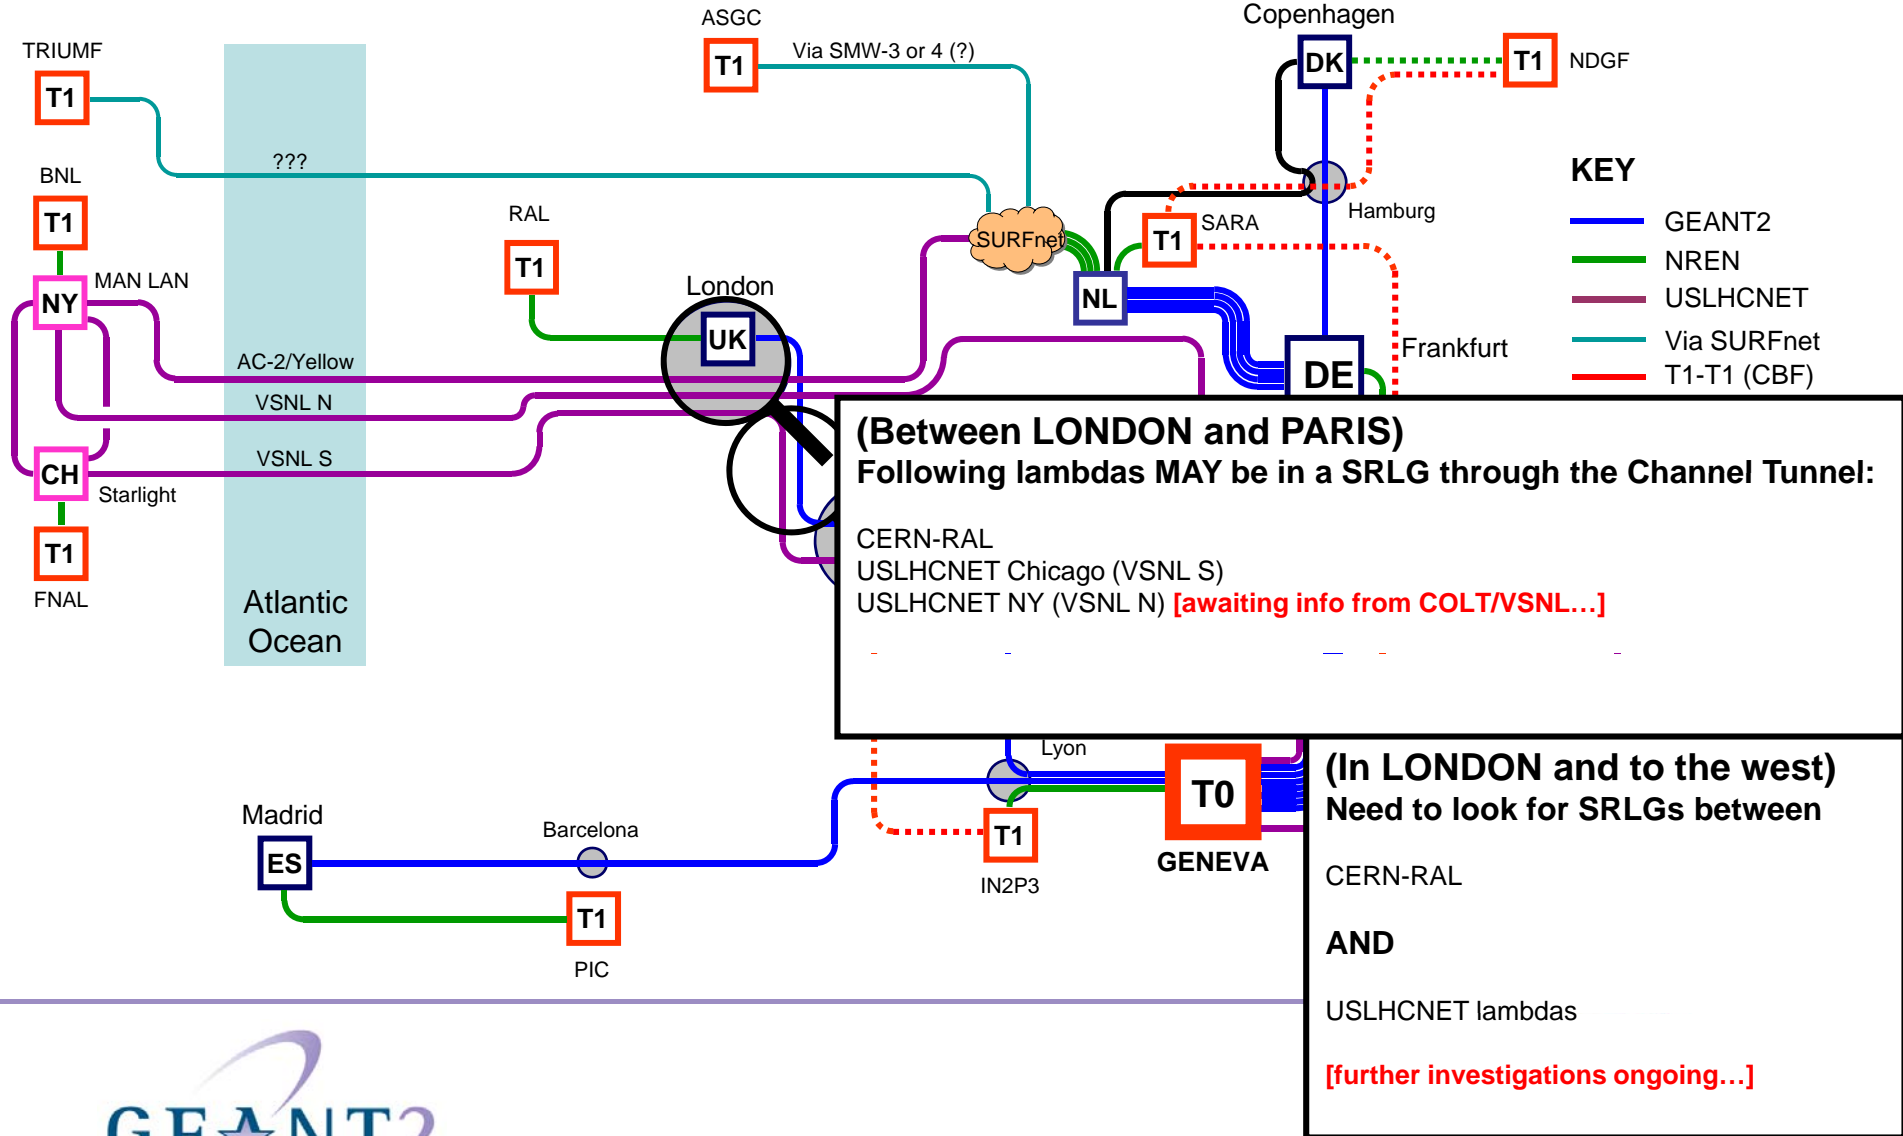 Copenhagen
ASGC
TRIUMF
T1
T1
Via SMW-3 or 4 (?)
DK
T1
NDGF
???
BNL
T1
RAL
T1
KEY
SURFnet
T1
SARA
Hamburg
GEANT2
NREN
USLHCNET
Via SURFnet
T1-T1 (CBF)
NY
MAN LAN
London
UK
NL
AC-2/Yellow
DE
Frankfurt
VSNL N
VSNL S
CH
Starlight
T1
FNAL
Atlantic
Ocean
(Between LONDON and PARIS)
Following lambdas MAY be in a SRLG through the Channel Tunnel:
CERN-RAL
USLHCNET Chicago (VSNL S)
USLHCNET NY (VSNL N) [awaiting info from COLT/VSNL…]
Lyon
T0
GENEVA
T1
IN2P3
Madrid
ES
Barcelona
T1
PIC
(In LONDON and to the west)
Need to look for SRLGs between
CERN-RAL
AND
USLHCNET lambdas
[further investigations ongoing…]
GEANT2